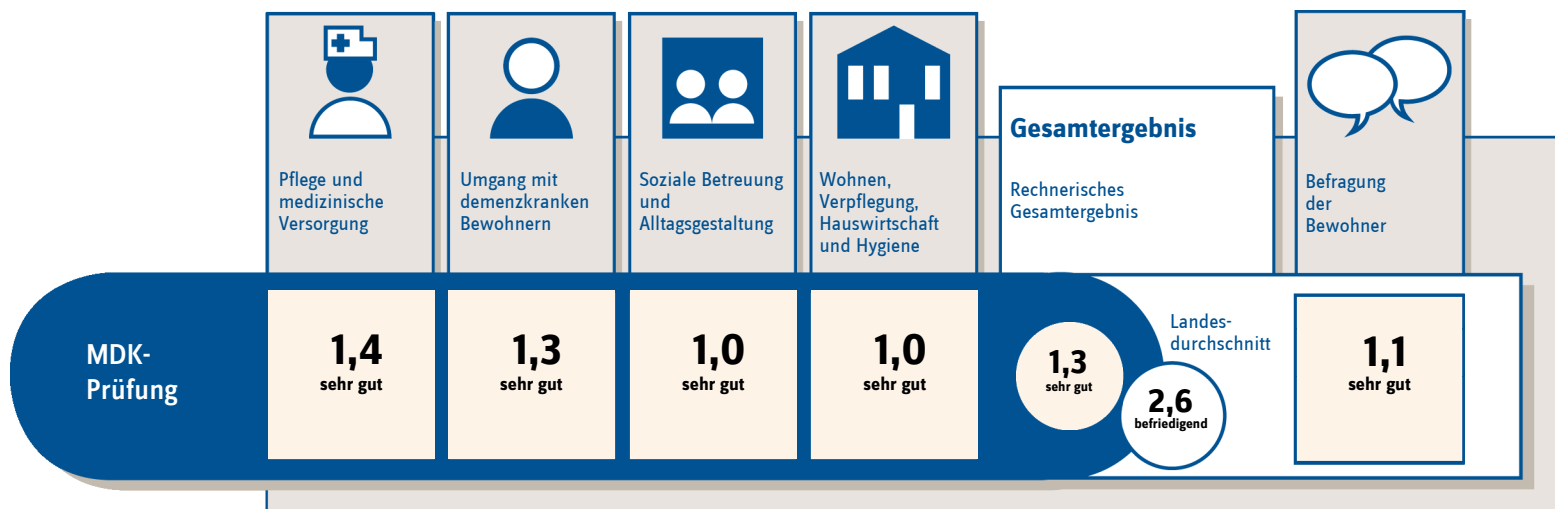 Pflege und
medizinische
Versorgung
Umgang mit
demenzkranken
Bewohnern
Soziale Betreuung
und
Alltagsgestaltung
Wohnen,
Verpflegung,
Hauswirtschaft
und Hygiene
Gesamtergebnis
Rechnerisches
Gesamtergebnis
Befragung
der
Bewohner
MDK-
Prüfung
1,4
sehr gut
1,3
sehr gut
1,0
sehr gut
1,0
sehr gut
1,3
sehr gut
Landes-
durchschnitt
2,6
befriedigend
1,1
sehr gut